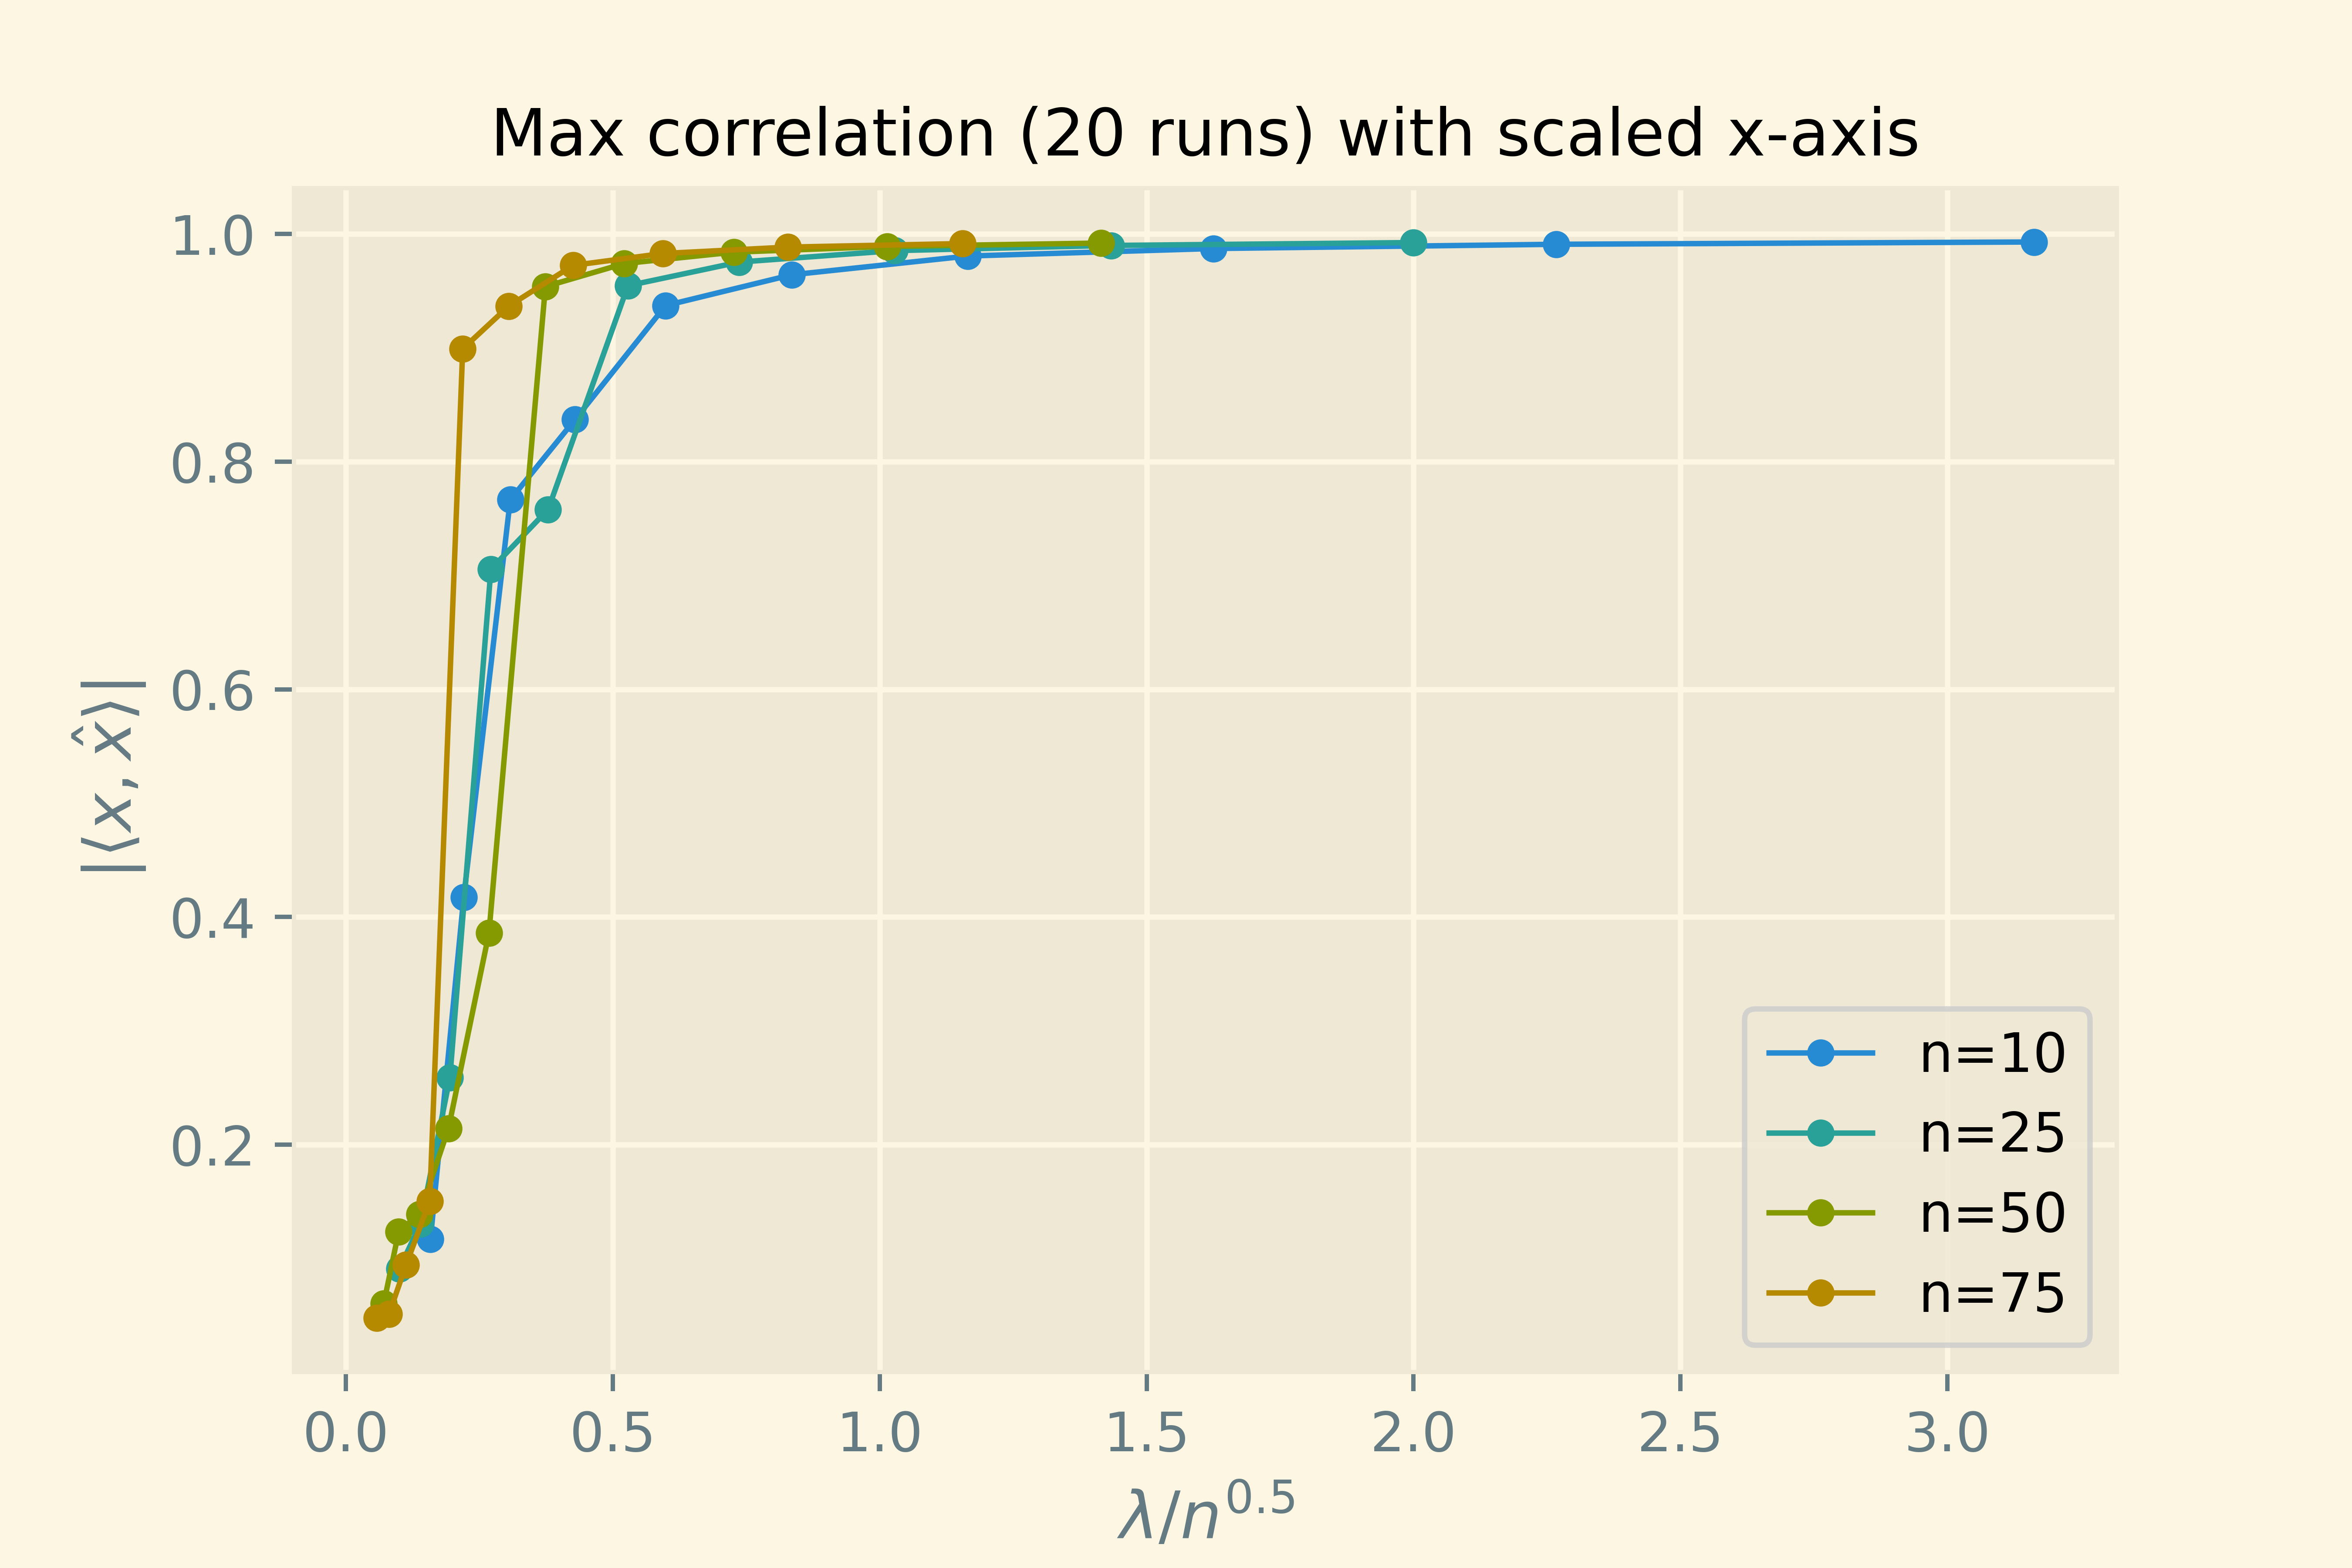 Max correlation (20 runs) with scaled x-axis
|⟨x, x̂⟩|
1.0
0.8
0.6
0.4
0.2
0.0 0.5 1.0 1.5 2.0 2.5 3.0
λ/n^0.5
n=10
n=25
n=50
n=75